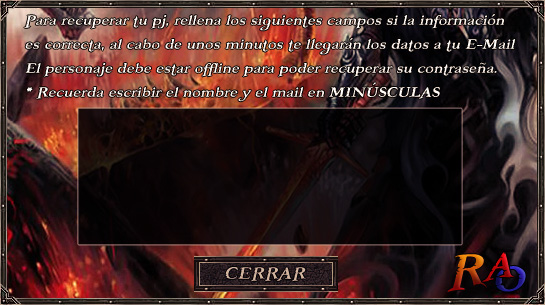 Para recuperar tu pj, rellena los siguientes campos si la información
es correcta, al cabo de unos minutos te llegarán los datos a tu E-Mail
El personaje debe estar offline para poder recuperar su contraseña.
* Recuerda escribir el nombre y el mail en MINÚSCULAS
CERRAR
RAO